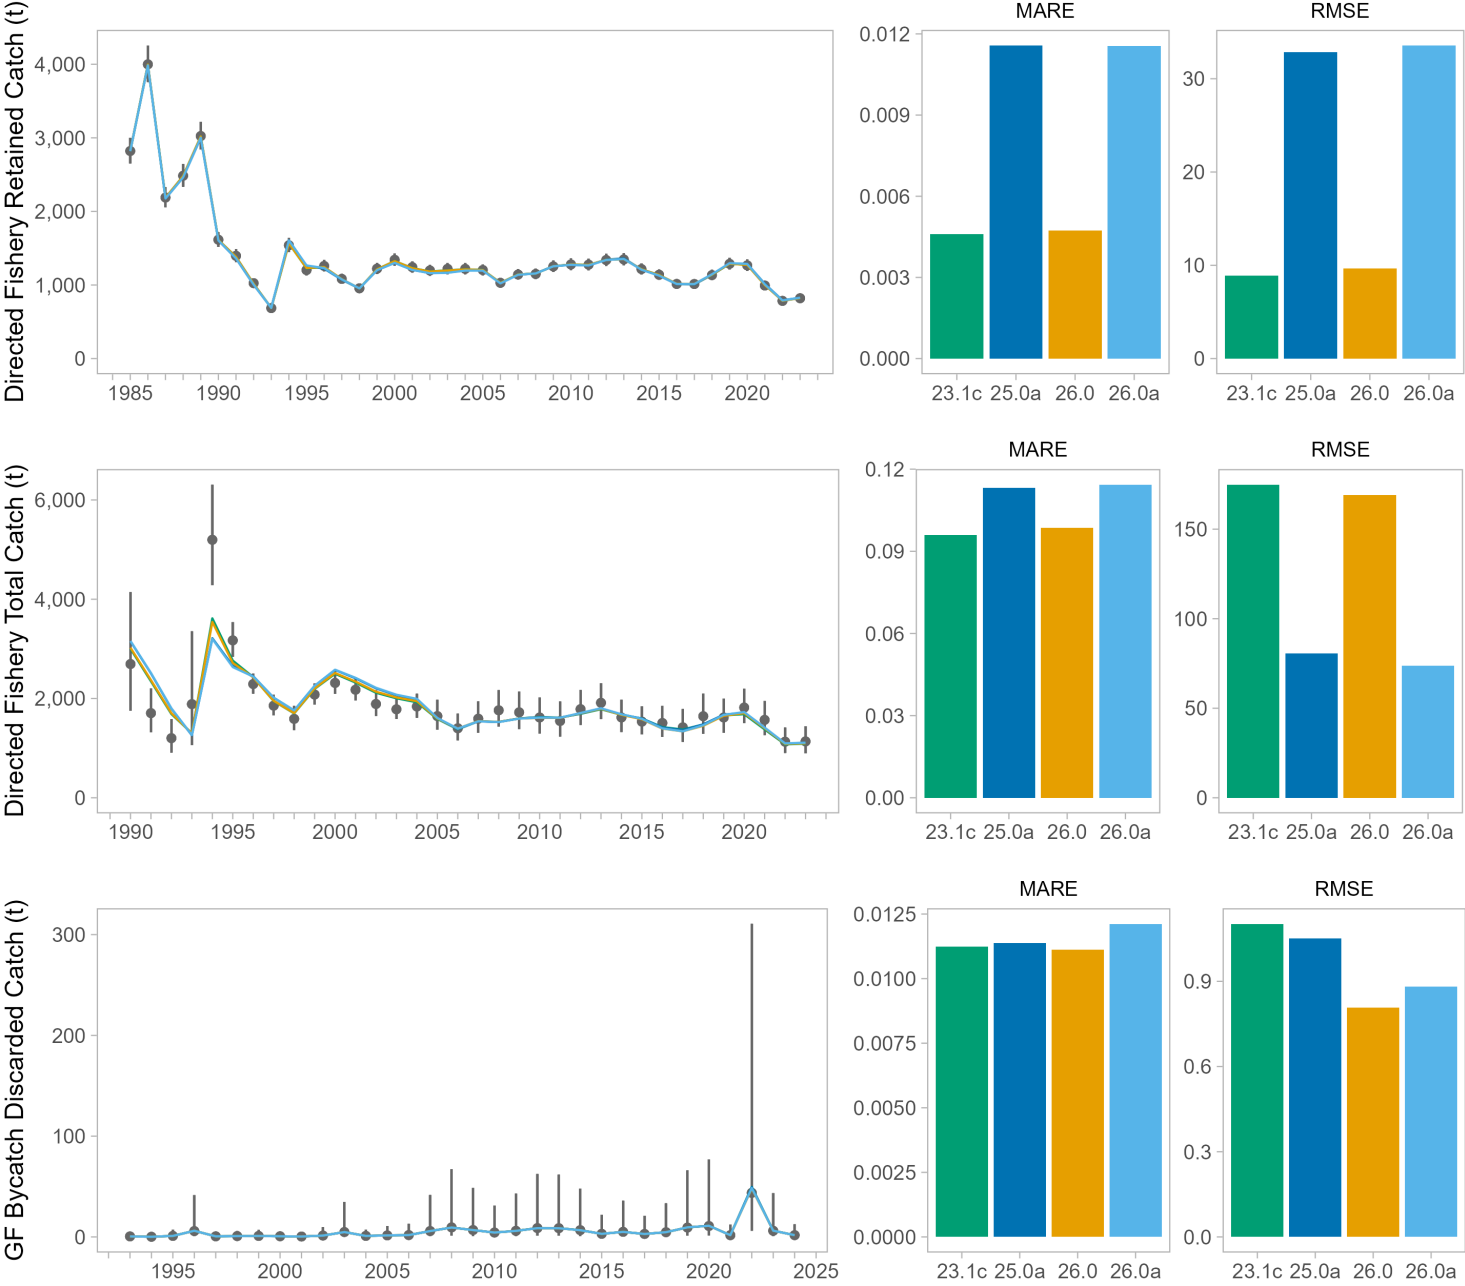 Directed Fishery Retained Catch (t)
4,000
3,000
2,000
1,000
0
1985 1990 1995 2000 2005 2010 2015 2020
MARE
0.012
0.009
0.006
0.003
0.000
23.1c 25.0a 26.0 26.0a
RMSE
30
20
10
0
23.1c 25.0a 26.0 26.0a
Directed Fishery Total Catch (t)
6,000
4,000
2,000
0
1990 1995 2000 2005 2010 2015 2020
MARE
0.12
0.09
0.06
0.03
0.00
23.1c 25.0a 26.0 26.0a
RMSE
150
100
50
0
23.1c 25.0a 26.0 26.0a
GF Bycatch Discarded Catch (t)
300
200
100
0
1995 2000 2005 2010 2015 2020 2025
MARE
0.0125
0.0100
0.0075
0.0050
0.0025
0.0000
23.1c 25.0a 26.0 26.0a
RMSE
0.9
0.6
0.3
0.0
23.1c 25.0a 26.0 26.0a